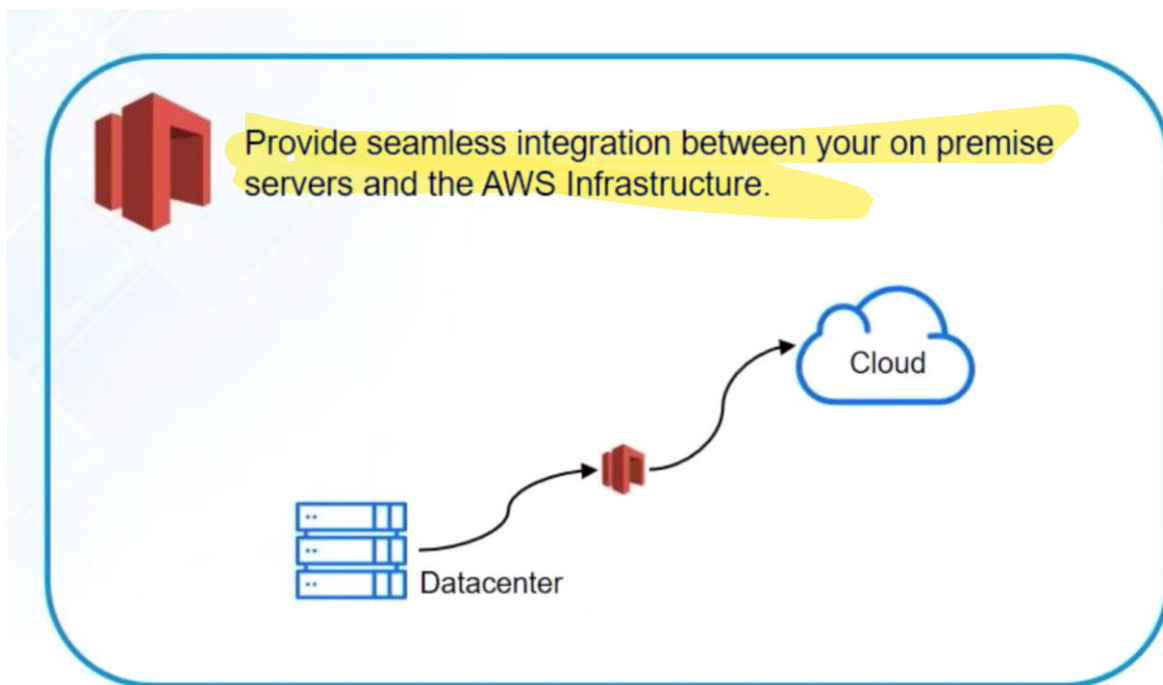 Provide seamless integration between your on premise
servers and the AWS Infrastructure.
Cloud
Datacenter